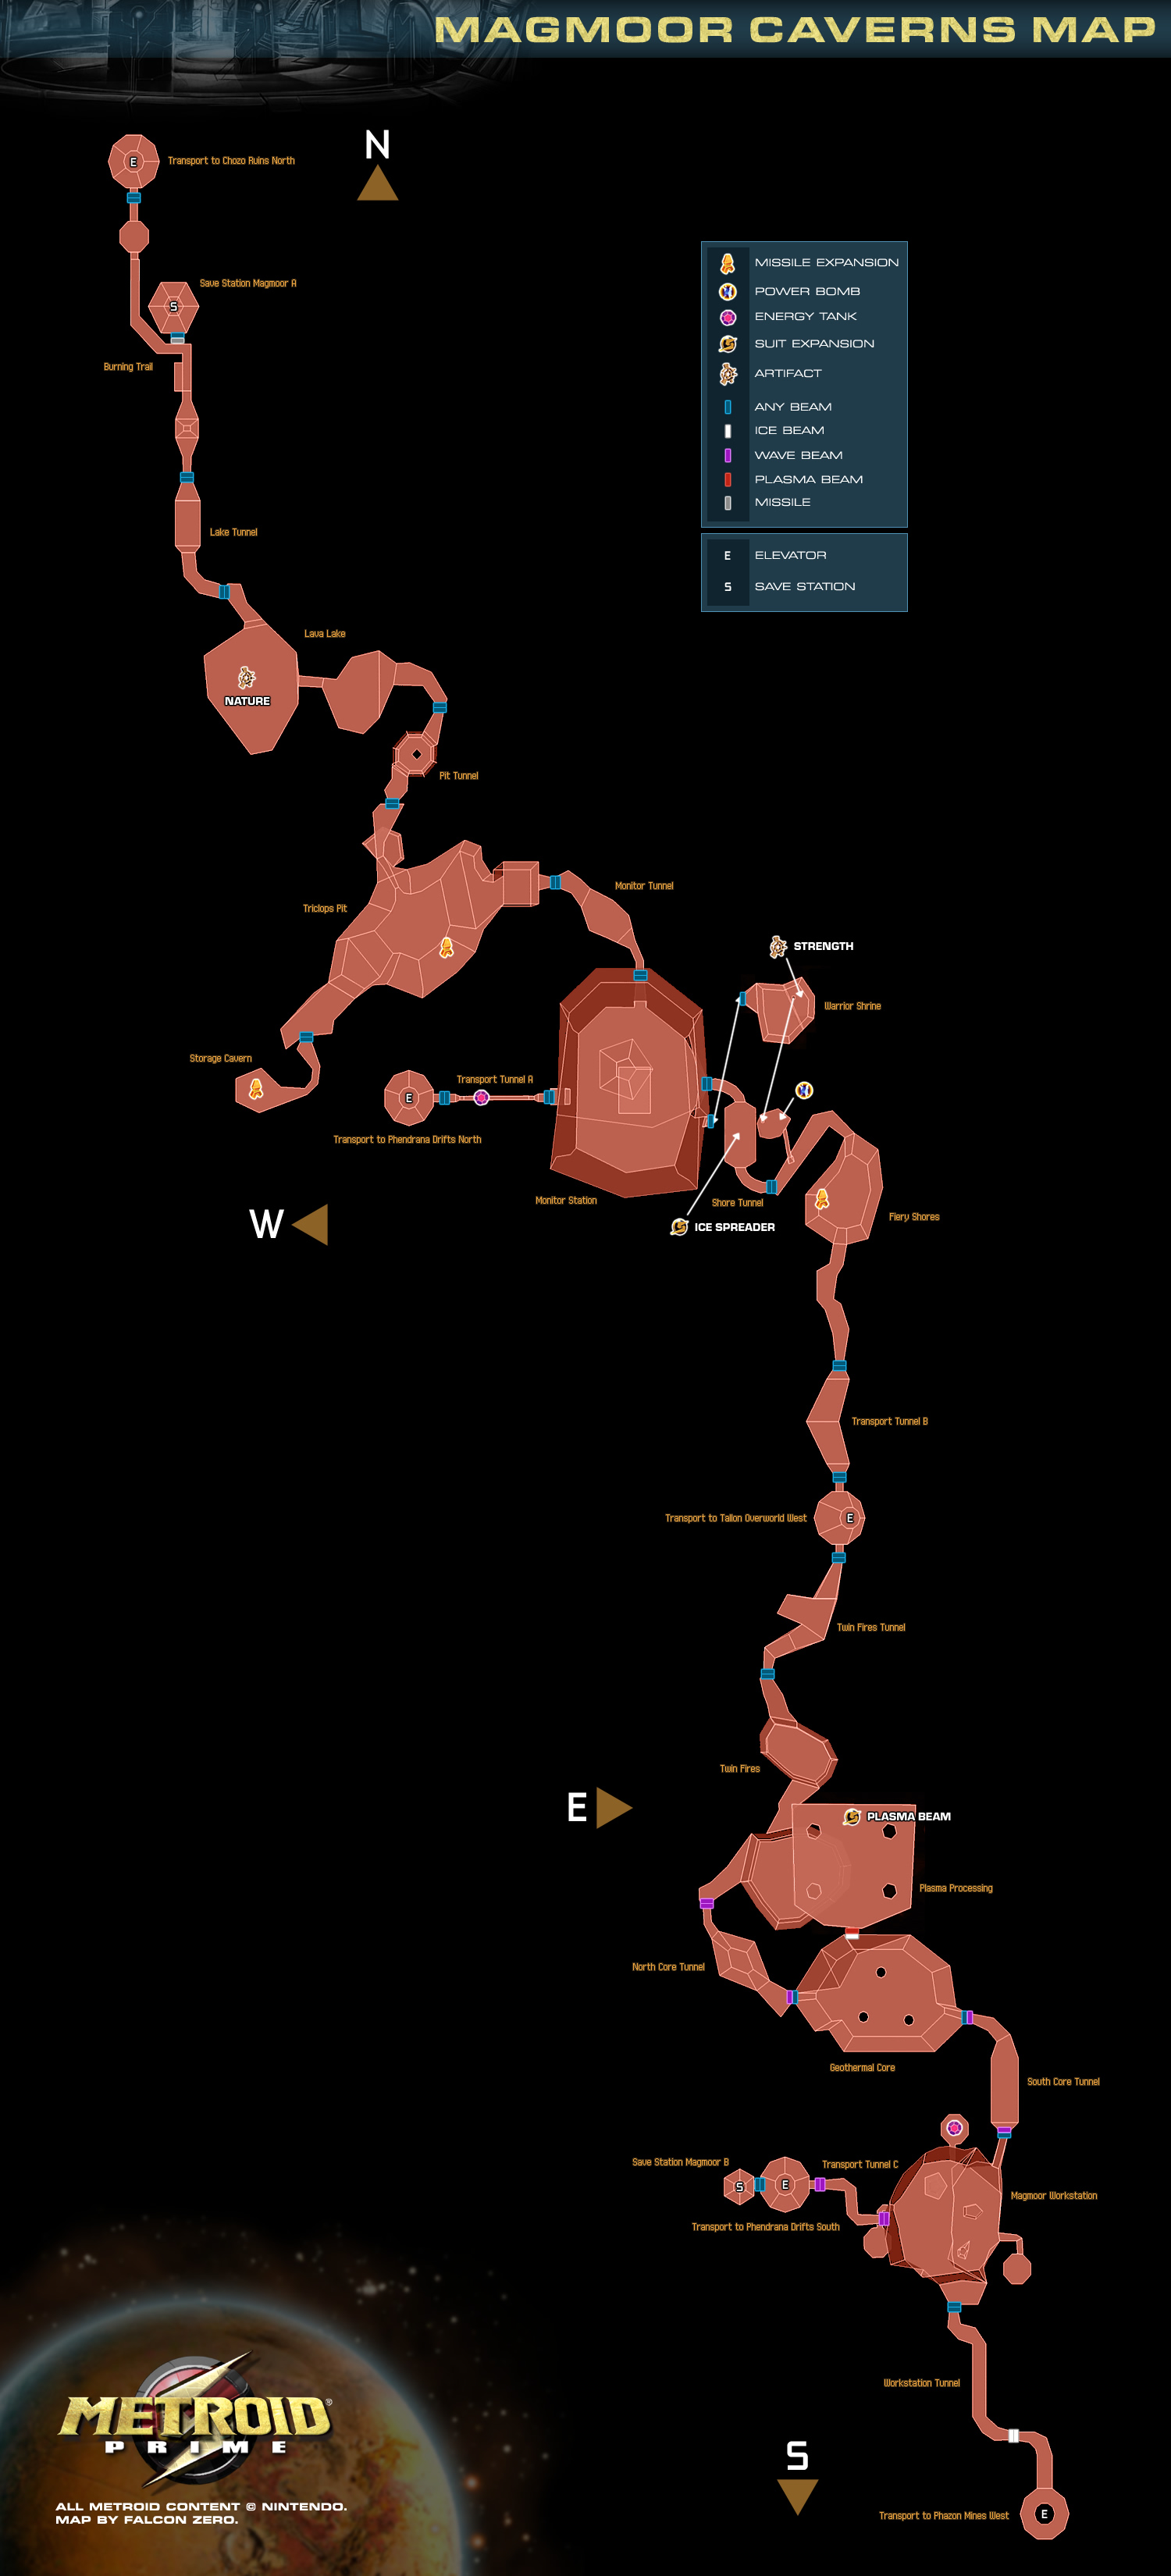 MAGMOOR CAVERNS MAP
N
E
Transport to Chozo Ruins North
MISSILE EXPANSION
POWER BOMB
ENERGY TANK
SUIT EXPANSION
ARTIFACT
ANY BEAM
ICE BEAM
WAVE BEAM
PLASMA BEAM
MISSILE
E ELEVATOR
S SAVE STATION
Save Station Magmoor A
S
Burning Trail
Lake Tunnel
Lava Lake
NATURE
Pit Tunnel
Monitor Tunnel
Triclops Pit
STRENGTH
Warrior Shrine
Storage Cavern
Transport Tunnel A
E
Transport to Phendrana Drifts North
Monitor Station
Shore Tunnel
Fiery Shores
W
ICE SPREADER
Transport Tunnel B
Transport to Tallon Overworld West
E
Twin Fires Tunnel
Twin Fires
E
PLASMA BEAM
Plasma Processing
North Core Tunnel
Geothermal Core
South Core Tunnel
Save Station Magmoor B
Transport Tunnel C
S
E
Magmoor Workstation
Transport to Phendrana Drifts South
Workstation Tunnel
S
Transport to Phazon Mines West
E
METROID®
PRIME
ALL METROID CONTENT © NINTENDO.
MAP BY FALCON ZERO.